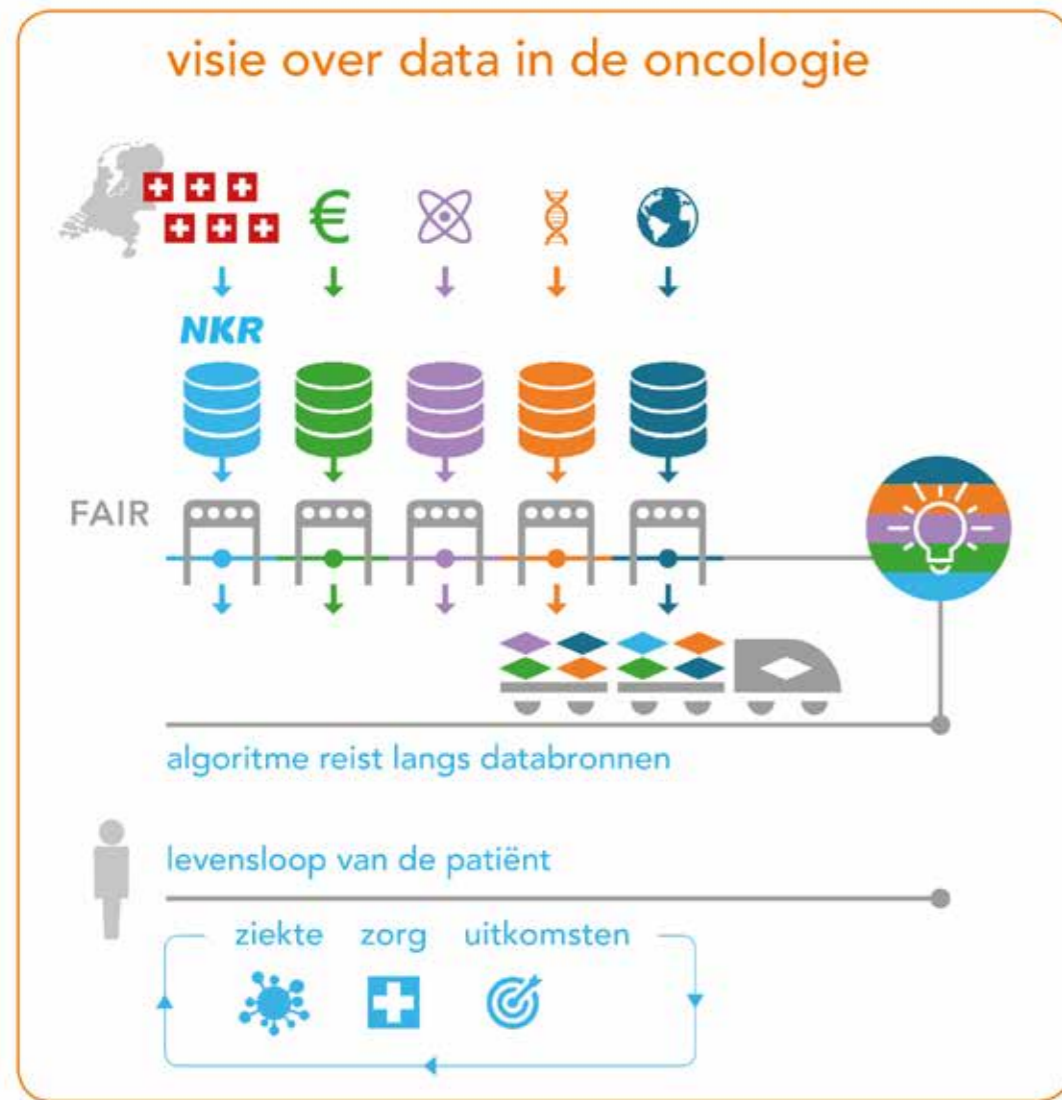 visie over data in de oncologie
€
NKR
FAIR
algoritme reist langs databronnen
levensloop van de patiënt
ziekte zorg uitkomsten